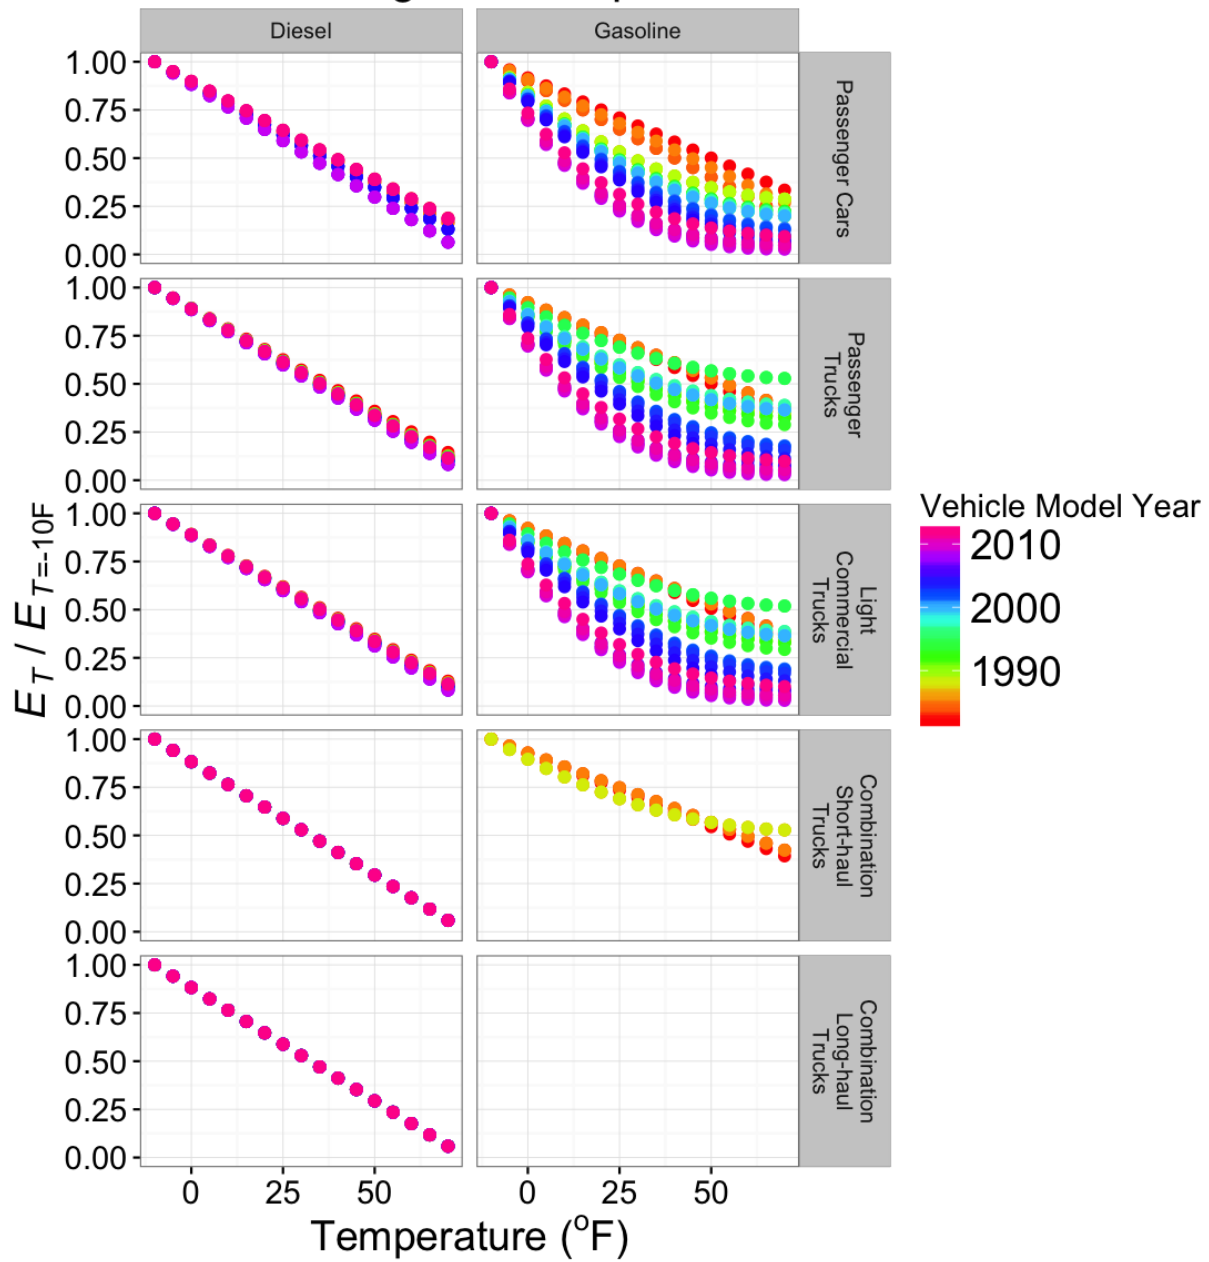 Diesel
Gasoline
1.00
0.75
0.50
0.25
0.00
Passenger Cars
1.00
0.75
0.50
0.25
0.00
Passenger
Trucks
1.00
0.75
0.50
0.25
0.00
Light
Commercial
Trucks
1.00
0.75
0.50
0.25
0.00
Combination
Short-haul
Trucks
1.00
0.75
0.50
0.25
0.00
Combination
Long-haul
Trucks
0 25 50
0 25 50
Temperature (°F)
E_T / E_T=-10F
Vehicle Model Year
2010
2000
1990